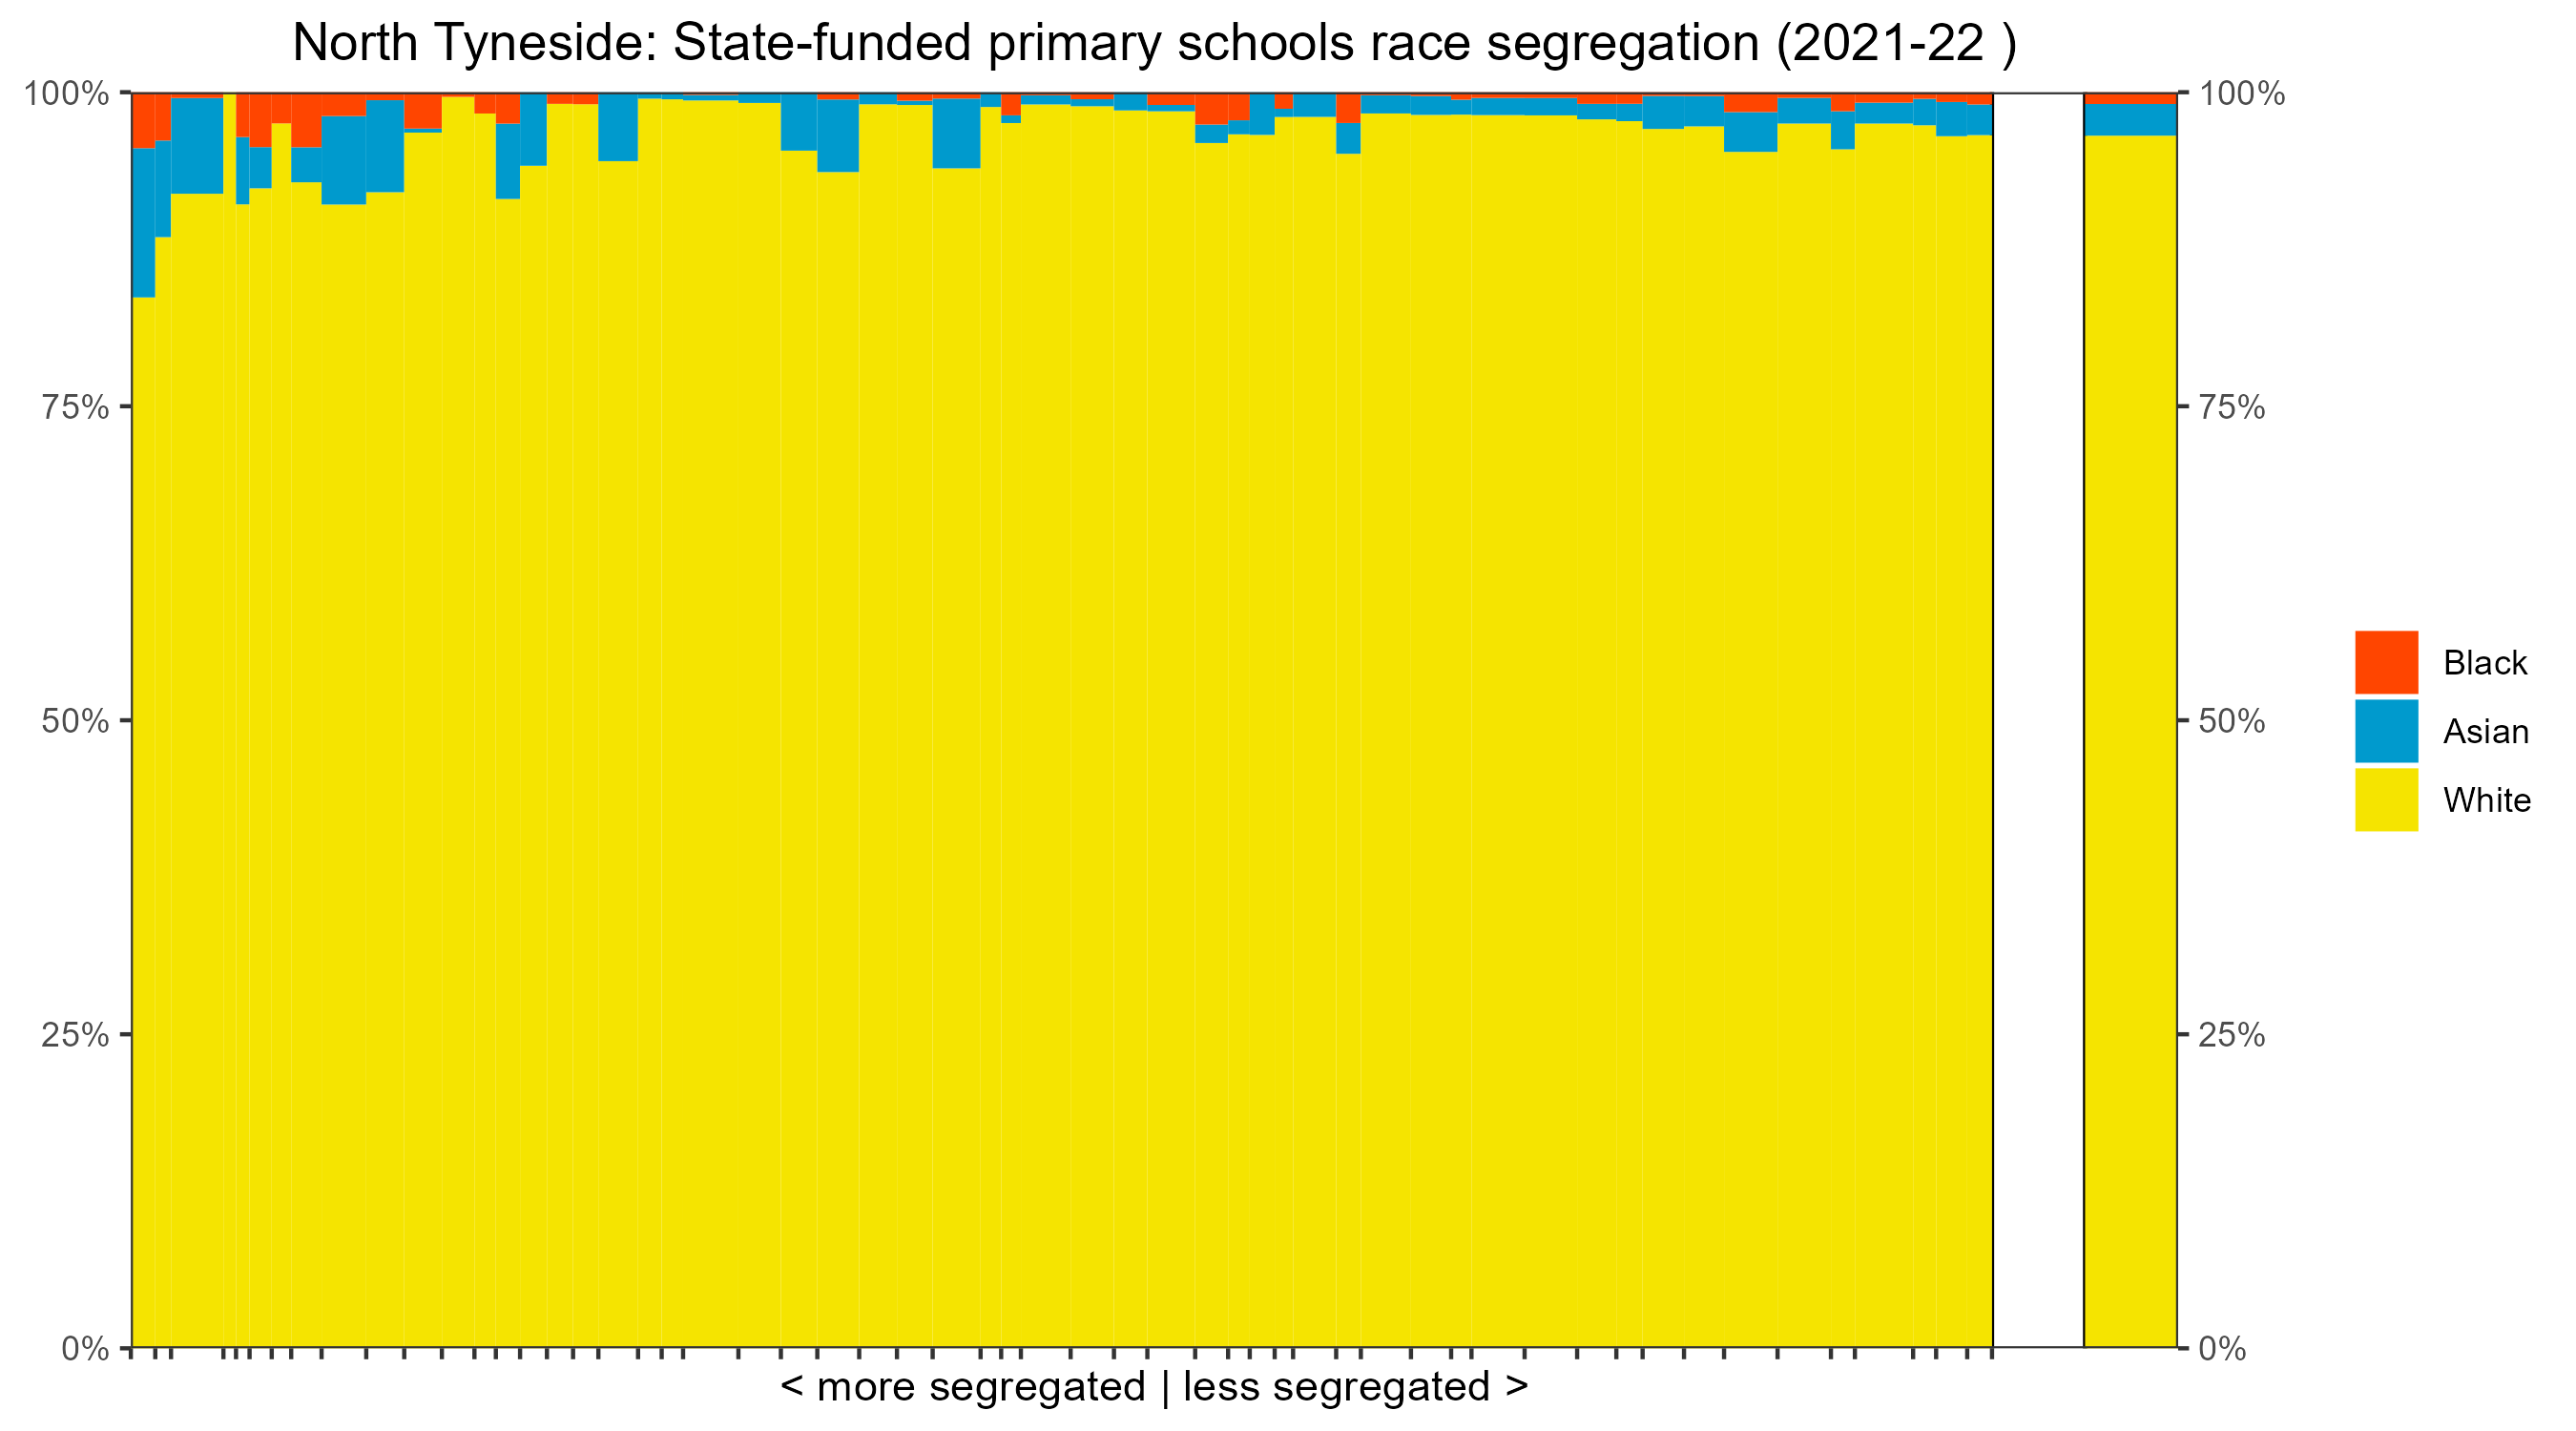 North Tyneside: State-funded primary schools race segregation (2021-22 )
100%
100%
75%
75%
50%
50%
25%
25%
0%
0%
Black
Asian
White
< more segregated | less segregated >